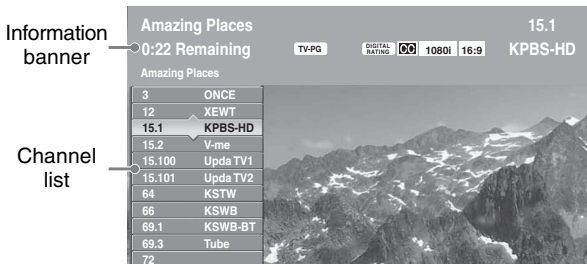 Information banner
Amazing Places 15.1
0:22 Remaining TV-PG DIGITAL RATING CC 1080i 16:9 KPBS-HD
Amazing Places
Channel list
3 ONCE
12 XEWT
15.1 KPBS-HD
15.2 V-me
15.100 Upda TV1
15.101 Upda TV2
64 KSTW
66 KSWB
69.1 KSWB-BT
69.3 Tube
72